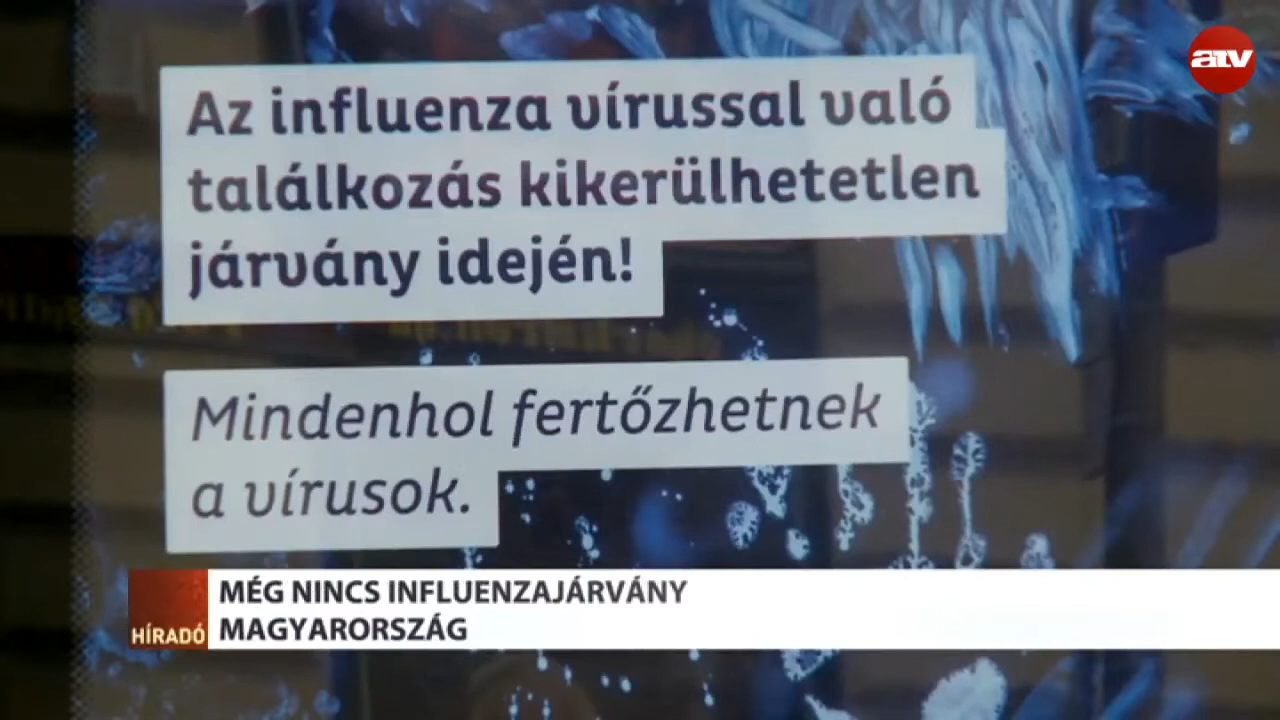 atv
Az influenza vírussal való
találkozás kikerülhetetlen
járvány idején!
Mindenhol fertőzhetnek
a vírusok.
MÉG NINCS INFLUENZAJÁRVÁNY
HÍRADÓ
MAGYARORSZÁG